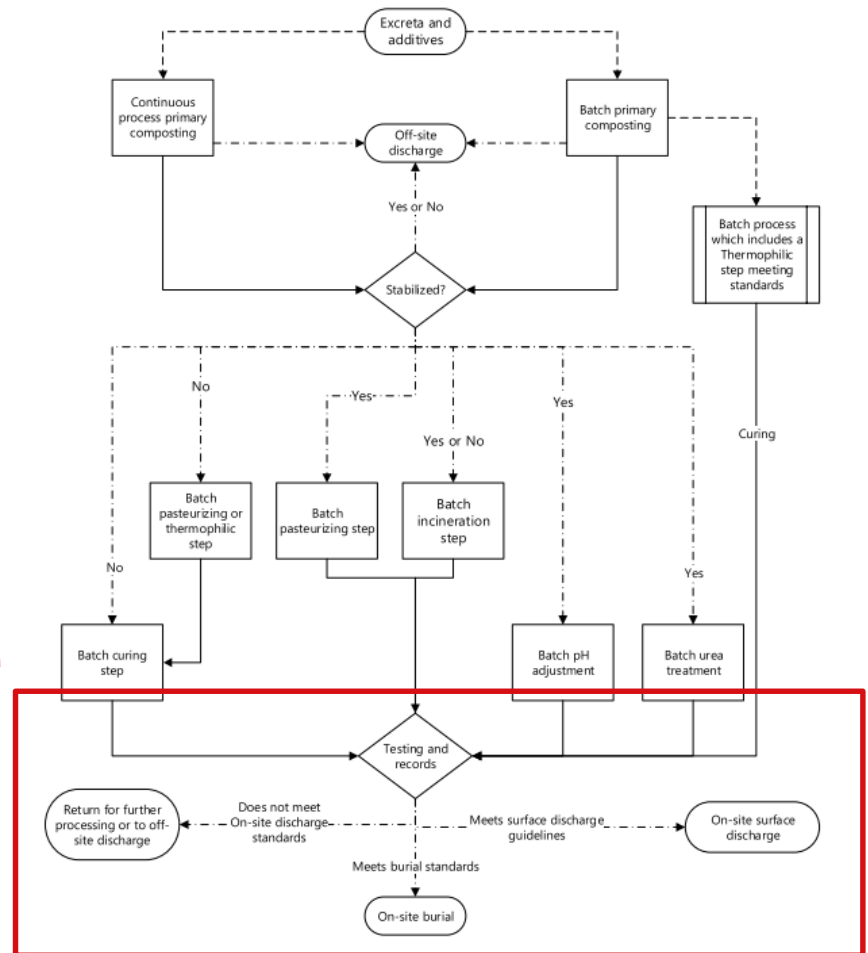 Excreta and
additives
Continuous
process primary
composting
Off-site
discharge
Batch primary
composting
Yes or No
Batch process
which includes a
Thermophilic
step meeting
standards
Stabilized?
No
Yes
Yes or No
Yes
Curing
Batch
pasteurizing or
thermophilic
step
Batch
pasteurizing step
Batch
incineration
step
No
Yes
Batch curing
step
Batch pH
adjustment
Batch urea
treatment
Testing and
records
Return for further
processing or to off-
site discharge
Does not meet
On-site discharge
standards
Meets surface discharge
guidelines
On-site surface
discharge
Meets burial standards
On-site burial